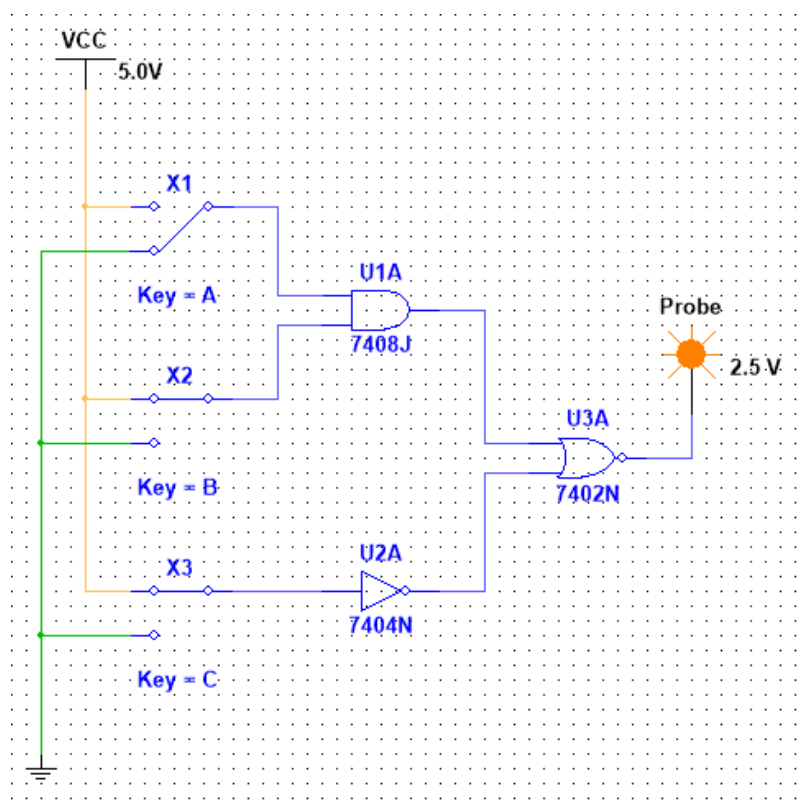 VCC
5.0V
X1
Key = A
U1A
7408J
Probe
2.5 V
X2
U3A
Key = B
7402N
X3
U2A
7404N
Key = C